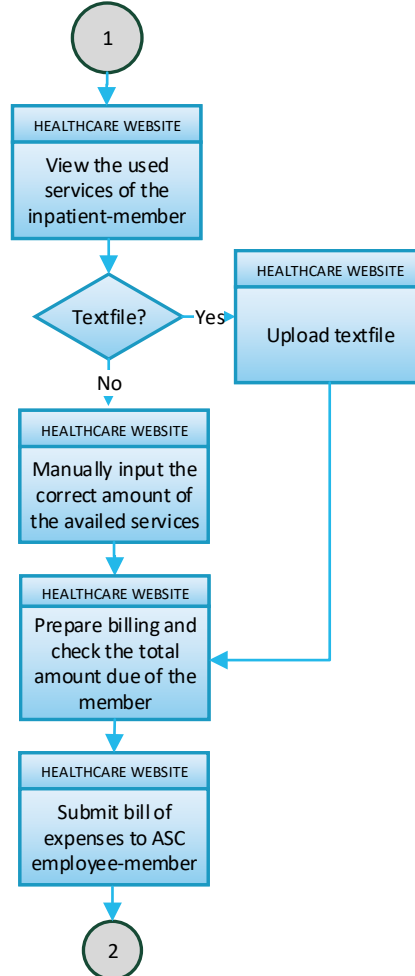 1
HEALTHCARE WEBSITE
View the used
services of the
inpatient-member
HEALTHCARE WEBSITE
Upload textfile
Textfile?
Yes
No
HEALTHCARE WEBSITE
Manually input the
correct amount of
the availed services
HEALTHCARE WEBSITE
Prepare billing and
check the total
amount due of the
member
HEALTHCARE WEBSITE
Submit bill of
expenses to ASC
employee-member
2